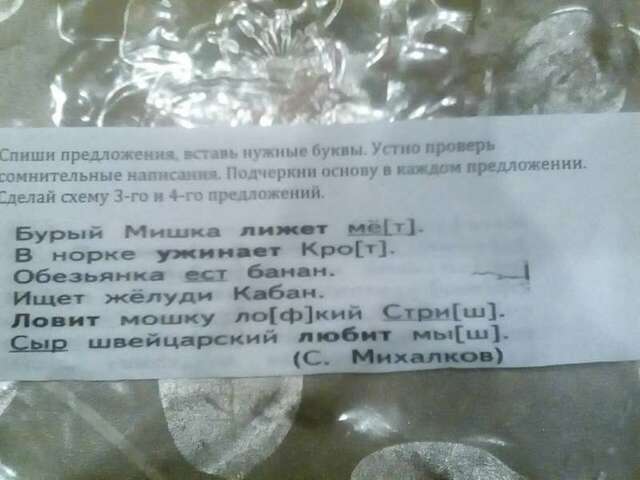 Спиши предложения, вставь нужные буквы. Устно проверь
сомнительные написания. Подчеркни основу в каждом предложении.
Сделай схему 3-го и 4-го предложений.
Бурый Мишка лижет мё[т].
В норке ужинает Кро[т].
Обезьянка ест банан.
Ищет жёлуди Кабан.
Ловит мошку ло[ф]кий Стри[ш].
Сыр швейцарский любит мы[ш].
(С. Михалков)